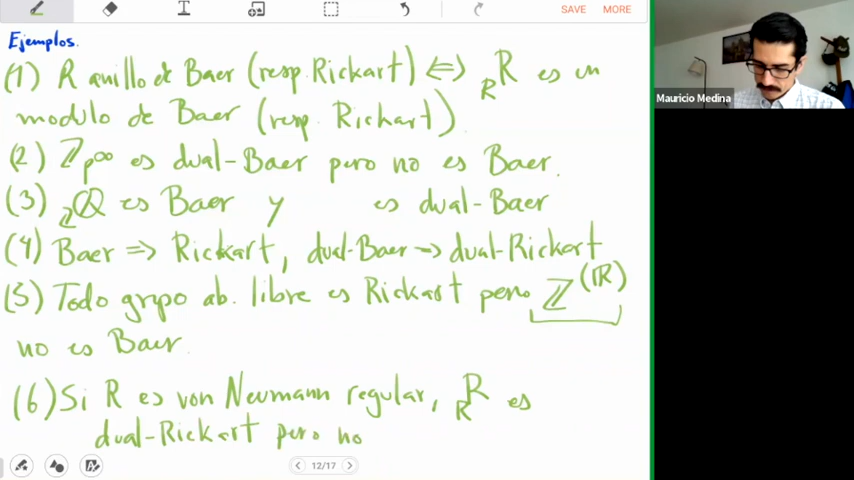 SAVE MORE
Ejemplos.
(1) R anillo de Baer (resp. Rickart) ⟺ _R R es un
modulo de Baer (resp. Rickart).
(2) ℤ_p∞ es dual-Baer pero no es Baer.
(3) _ℤ ℚ es Baer y es dual-Baer
(4) Baer ⇒ Rickart, dual-Baer → dual-Rickart
(5) Todo grupo ab. libre es Rickart pero ℤ^(ℝ)
no es Baer.
(6) Si R es von Neumann regular, _R R es
dual-Rickart pero no
12/17
Mauricio Medina